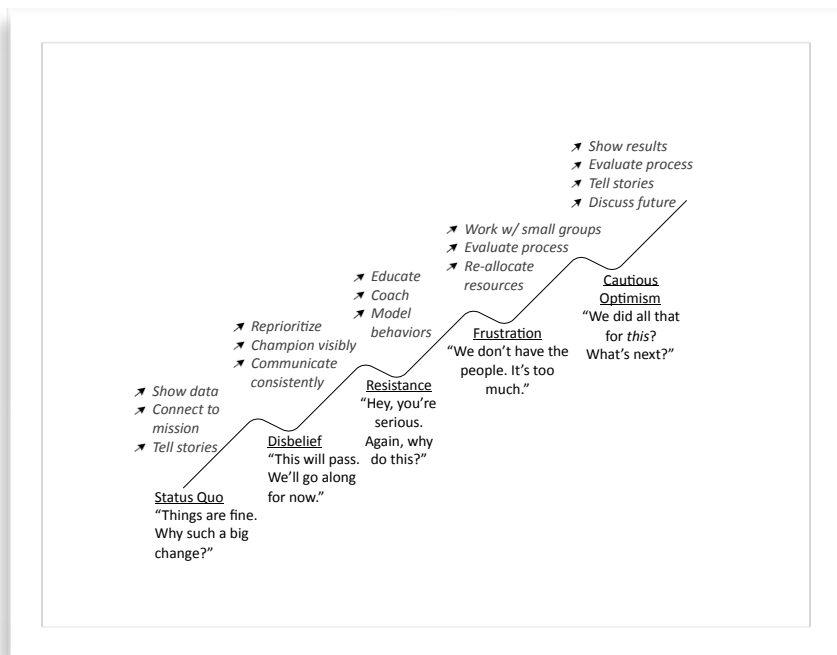 Show results
Evaluate process
Tell stories
Discuss future
Work w/ small groups
Evaluate process
Re-allocate
resources
Educate
Coach
Model
behaviors
Reprioritize
Champion visibly
Communicate
consistently
Show data
Connect to
mission
Tell stories
Status Quo
“Things are fine.
Why such a big
change?”
Disbelief
“This will pass.
We’ll go along
for now.”
Resistance
“Hey, you’re
serious.
Again, why
do this?”
Frustration
“We don’t have the
people. It’s too
much.”
Cautious
Optimism
“We did all that
for this?
What’s next?”